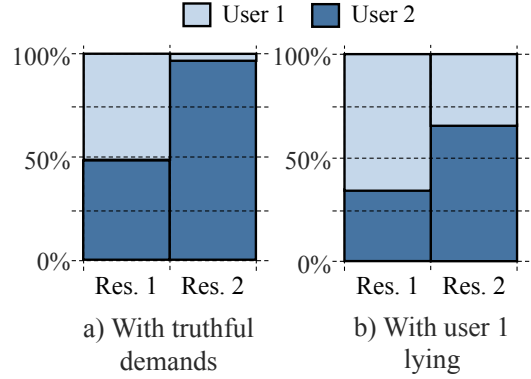 User 1 User 2
100%
50%
0%
Res. 1 Res. 2
a) With truthful
demands
100%
50%
0%
Res. 1 Res. 2
b) With user 1
lying